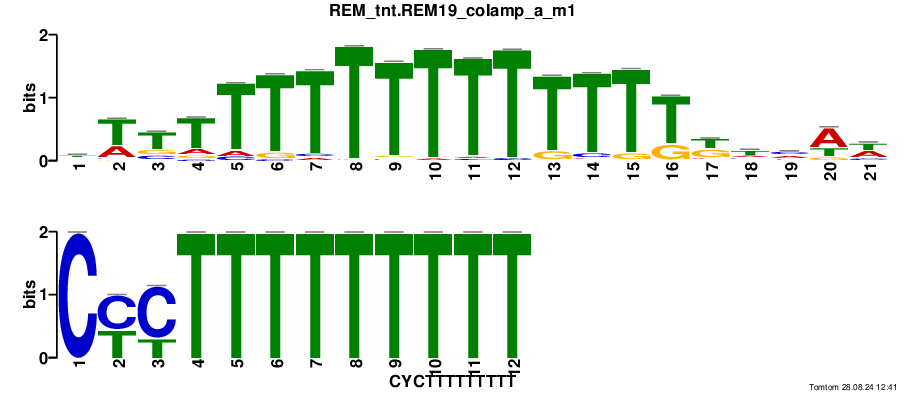 REM_tnt.REM19_colamp_a_m1
2
1
0
bits
T A T T T T T T T T T T T T T T G T G A T A
1 2 3 4 5 6 7 8 9 10 11 12 13 14 15 16 17 18 19 20 21
2
1
0
bits
C C T C T T T T T T T T T T
1 2 3 4 5 6 7 8 9 10 11 12
CYCTTTTTTTTT
Tomtom 28.08.24 12:41